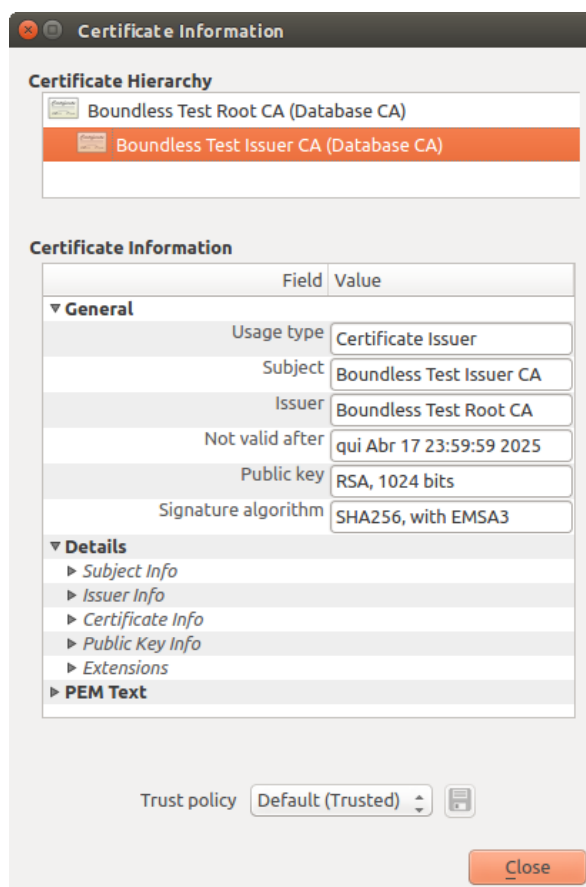 Certificate Information
Certificate Hierarchy
Boundless Test Root CA (Database CA)
Boundless Test Issuer CA (Database CA)
Certificate Information
Field Value
General
Usage type Certificate Issuer
Subject Boundless Test Issuer CA
Issuer Boundless Test Root CA
Not valid after qui Abr 17 23:59:59 2025
Public key RSA, 1024 bits
Signature algorithm SHA256, with EMSA3
Details
Subject Info
Issuer Info
Certificate Info
Public Key Info
Extensions
PEM Text
Trust policy Default (Trusted)
Close